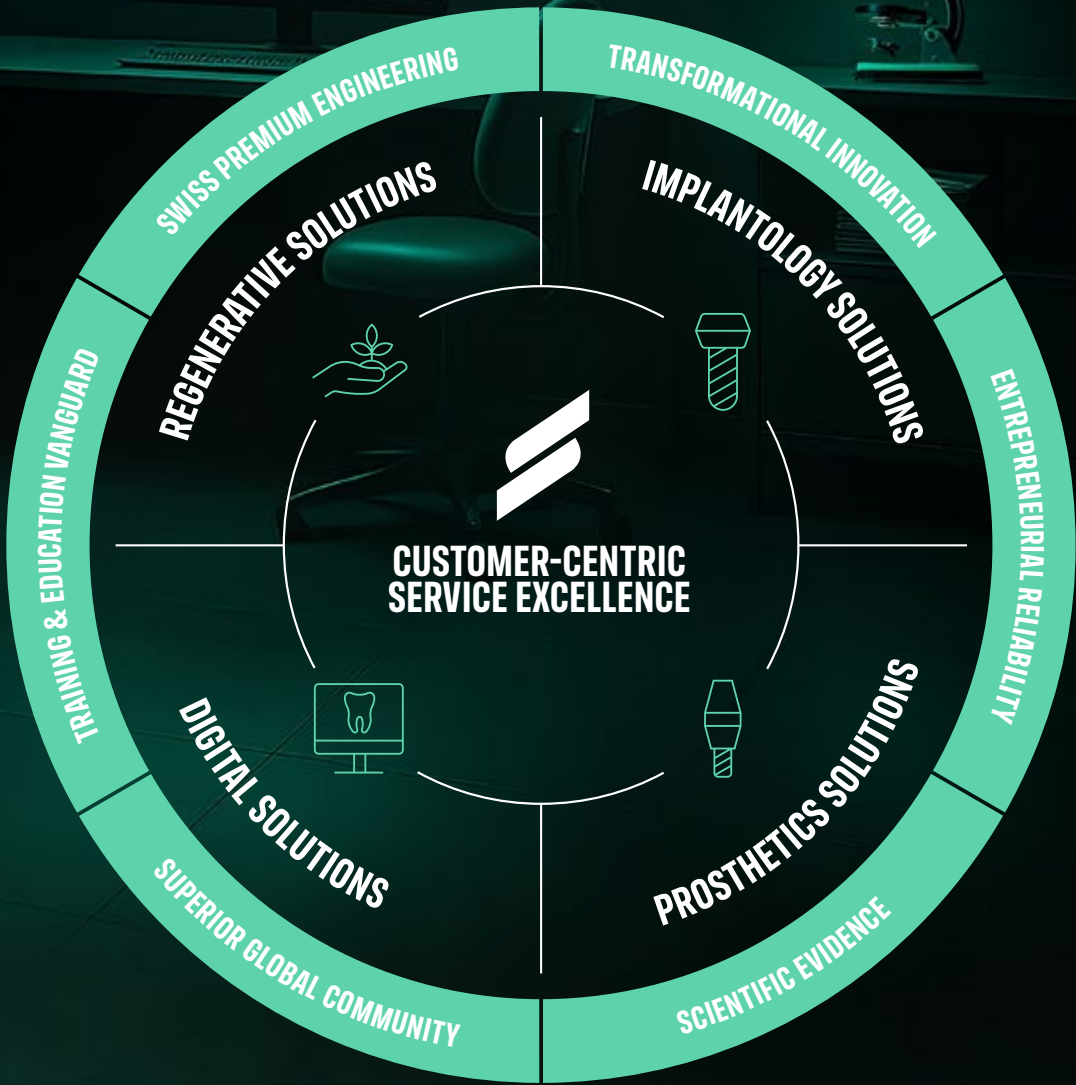 SWISS PREMIUM ENGINEERING
TRANSFORMATIONAL INNOVATION
ENTREPRENEURIAL RELIABILITY
SCIENTIFIC EVIDENCE
SUPERIOR GLOBAL COMMUNITY
TRAINING & EDUCATION VANGUARD
REGENERATIVE SOLUTIONS
IMPLANTOLOGY SOLUTIONS
PROSTHETICS SOLUTIONS
DIGITAL SOLUTIONS
CUSTOMER-CENTRIC
SERVICE EXCELLENCE